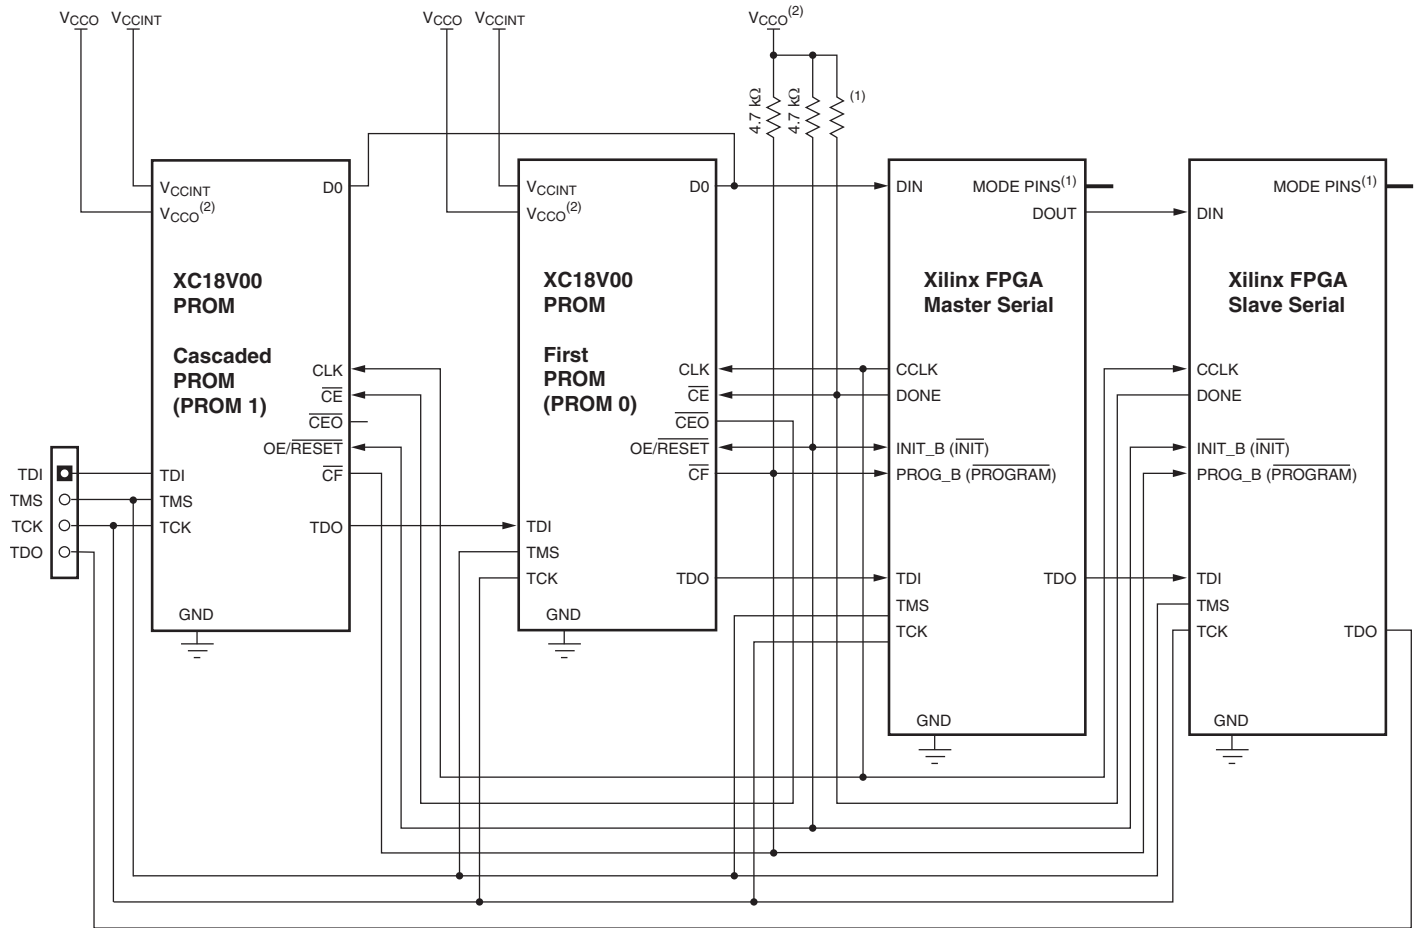 VCCO VCCINT
VCCO VCCINT
VCCO(2)
4.7 kΩ
4.7 kΩ
(1)
VCCINT
VCCO(2)
D0
XC18V00
PROM
Cascaded
PROM
(PROM 1)
CLK
CE
CEO
OE/RESET
CF
TDI
TMS
TCK
TDO
GND
TDI
TMS
TCK
TDO
VCCINT
VCCO(2)
D0
XC18V00
PROM
First
PROM
(PROM 0)
CLK
CE
CEO
OE/RESET
CF
TDI
TMS
TCK
TDO
GND
DIN
MODE PINS(1)
DOUT
Xilinx FPGA
Master Serial
CCLK
DONE
INIT_B (INIT)
PROG_B (PROGRAM)
TDI
TMS
TCK
TDO
GND
MODE PINS(1)
DIN
Xilinx FPGA
Slave Serial
CCLK
DONE
INIT_B (INIT)
PROG_B (PROGRAM)
TDI
TMS
TCK
TDO
GND